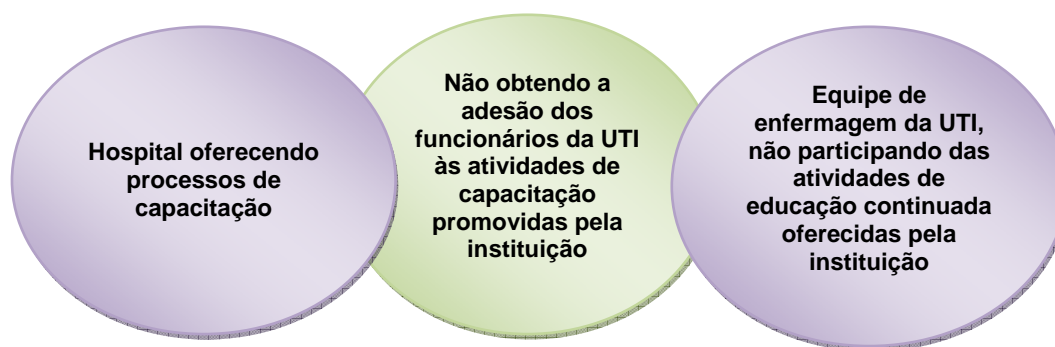 Hospital oferecendo
processos de
capacitação
Não obtendo a
adesão dos
funcionários da UTI
às atividades de
capacitação
promovidas pela
instituição
Equipe de
enfermagem da UTI,
não participando das
atividades de
educação continuada
oferecidas pela
instituição